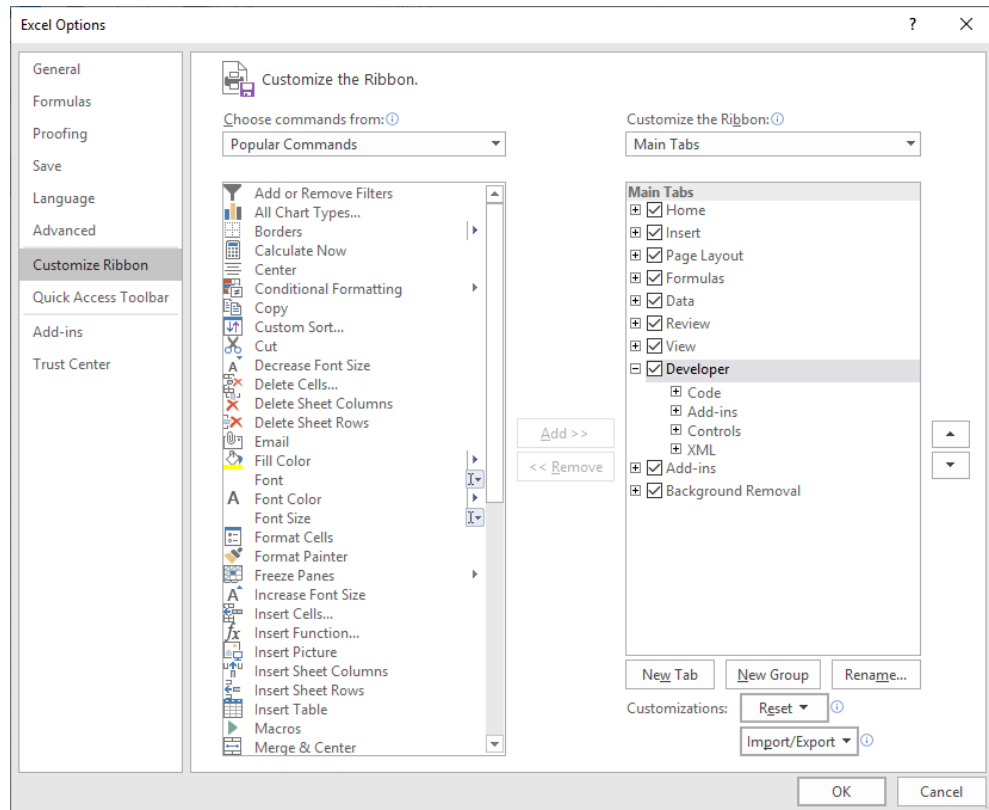 Excel Options
?
General
Formulas
Proofing
Save
Language
Advanced
Customize Ribbon
Quick Access Toolbar
Add-ins
Trust Center
Customize the Ribbon.
Choose commands from:
Popular Commands
Add or Remove Filters
All Chart Types...
Borders
Calculate Now
Center
Conditional Formatting
Copy
Custom Sort...
Cut
Decrease Font Size
Delete Cells...
Delete Sheet Columns
Delete Sheet Rows
Email
Fill Color
Font
Font Color
Font Size
Format Cells
Format Painter
Freeze Panes
Increase Font Size
Insert Cells...
Insert Function...
Insert Picture
Insert Sheet Columns
Insert Sheet Rows
Insert Table
Macros
Merge & Center
Add >>
<< Remove
Customize the Ribbon:
Main Tabs
Main Tabs
Home
Insert
Page Layout
Formulas
Data
Review
View
Developer
Code
Add-ins
Controls
XML
Add-ins
Background Removal
New Tab
New Group
Rename...
Customizations:
Reset
Import/Export
OK
Cancel